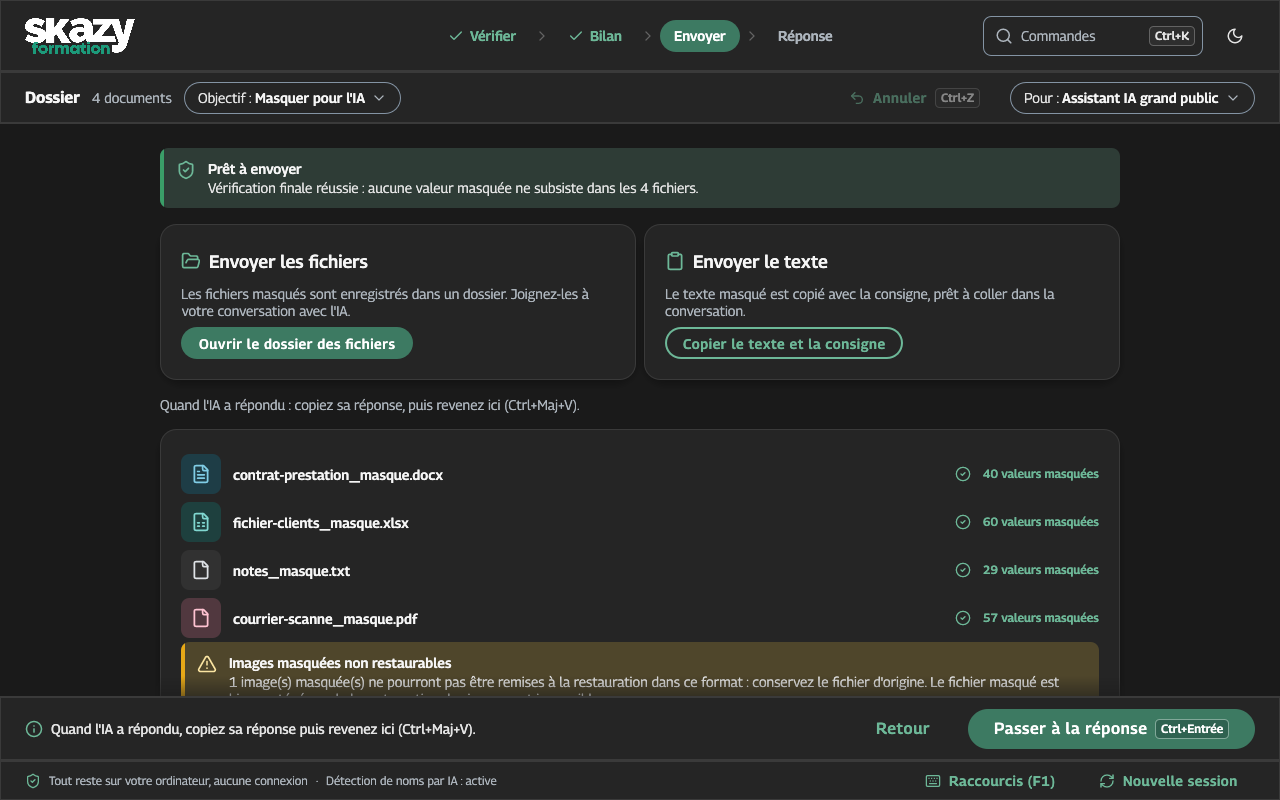 skazy
formation
Vérifier
Bilan
Envoyer
Réponse
Commandes
Ctrl+K
Dossier
4 documents
Objectif : Masquer pour l'IA
Annuler
Ctrl+Z
Pour : Assistant IA grand public
Prêt à envoyer
Vérification finale réussie : aucune valeur masquée ne subsiste dans les 4 fichiers.
Envoyer les fichiers
Les fichiers masqués sont enregistrés dans un dossier. Joignez-les à
votre conversation avec l'IA.
Ouvrir le dossier des fichiers
Envoyer le texte
Le texte masqué est copié avec la consigne, prêt à coller dans la
conversation.
Copier le texte et la consigne
Quand l'IA a répondu : copiez sa réponse, puis revenez ici (Ctrl+Maj+V).
contrat-prestation_masque.docx
40 valeurs masquées
fichier-clients_masque.xlsx
60 valeurs masquées
notes_masque.txt
29 valeurs masquées
courrier-scanne_masque.pdf
57 valeurs masquées
Images masquées non restaurables
1 image(s) masquée(s) ne pourront pas être remises à la restauration dans ce format : conservez le fichier d'origine. Le fichier masqué est
Quand l'IA a répondu, copiez sa réponse puis revenez ici (Ctrl+Maj+V).
Retour
Passer à la réponse
Ctrl+Entrée
Tout reste sur votre ordinateur, aucune connexion · Détection de noms par IA : active
Raccourcis (F1)
Nouvelle session